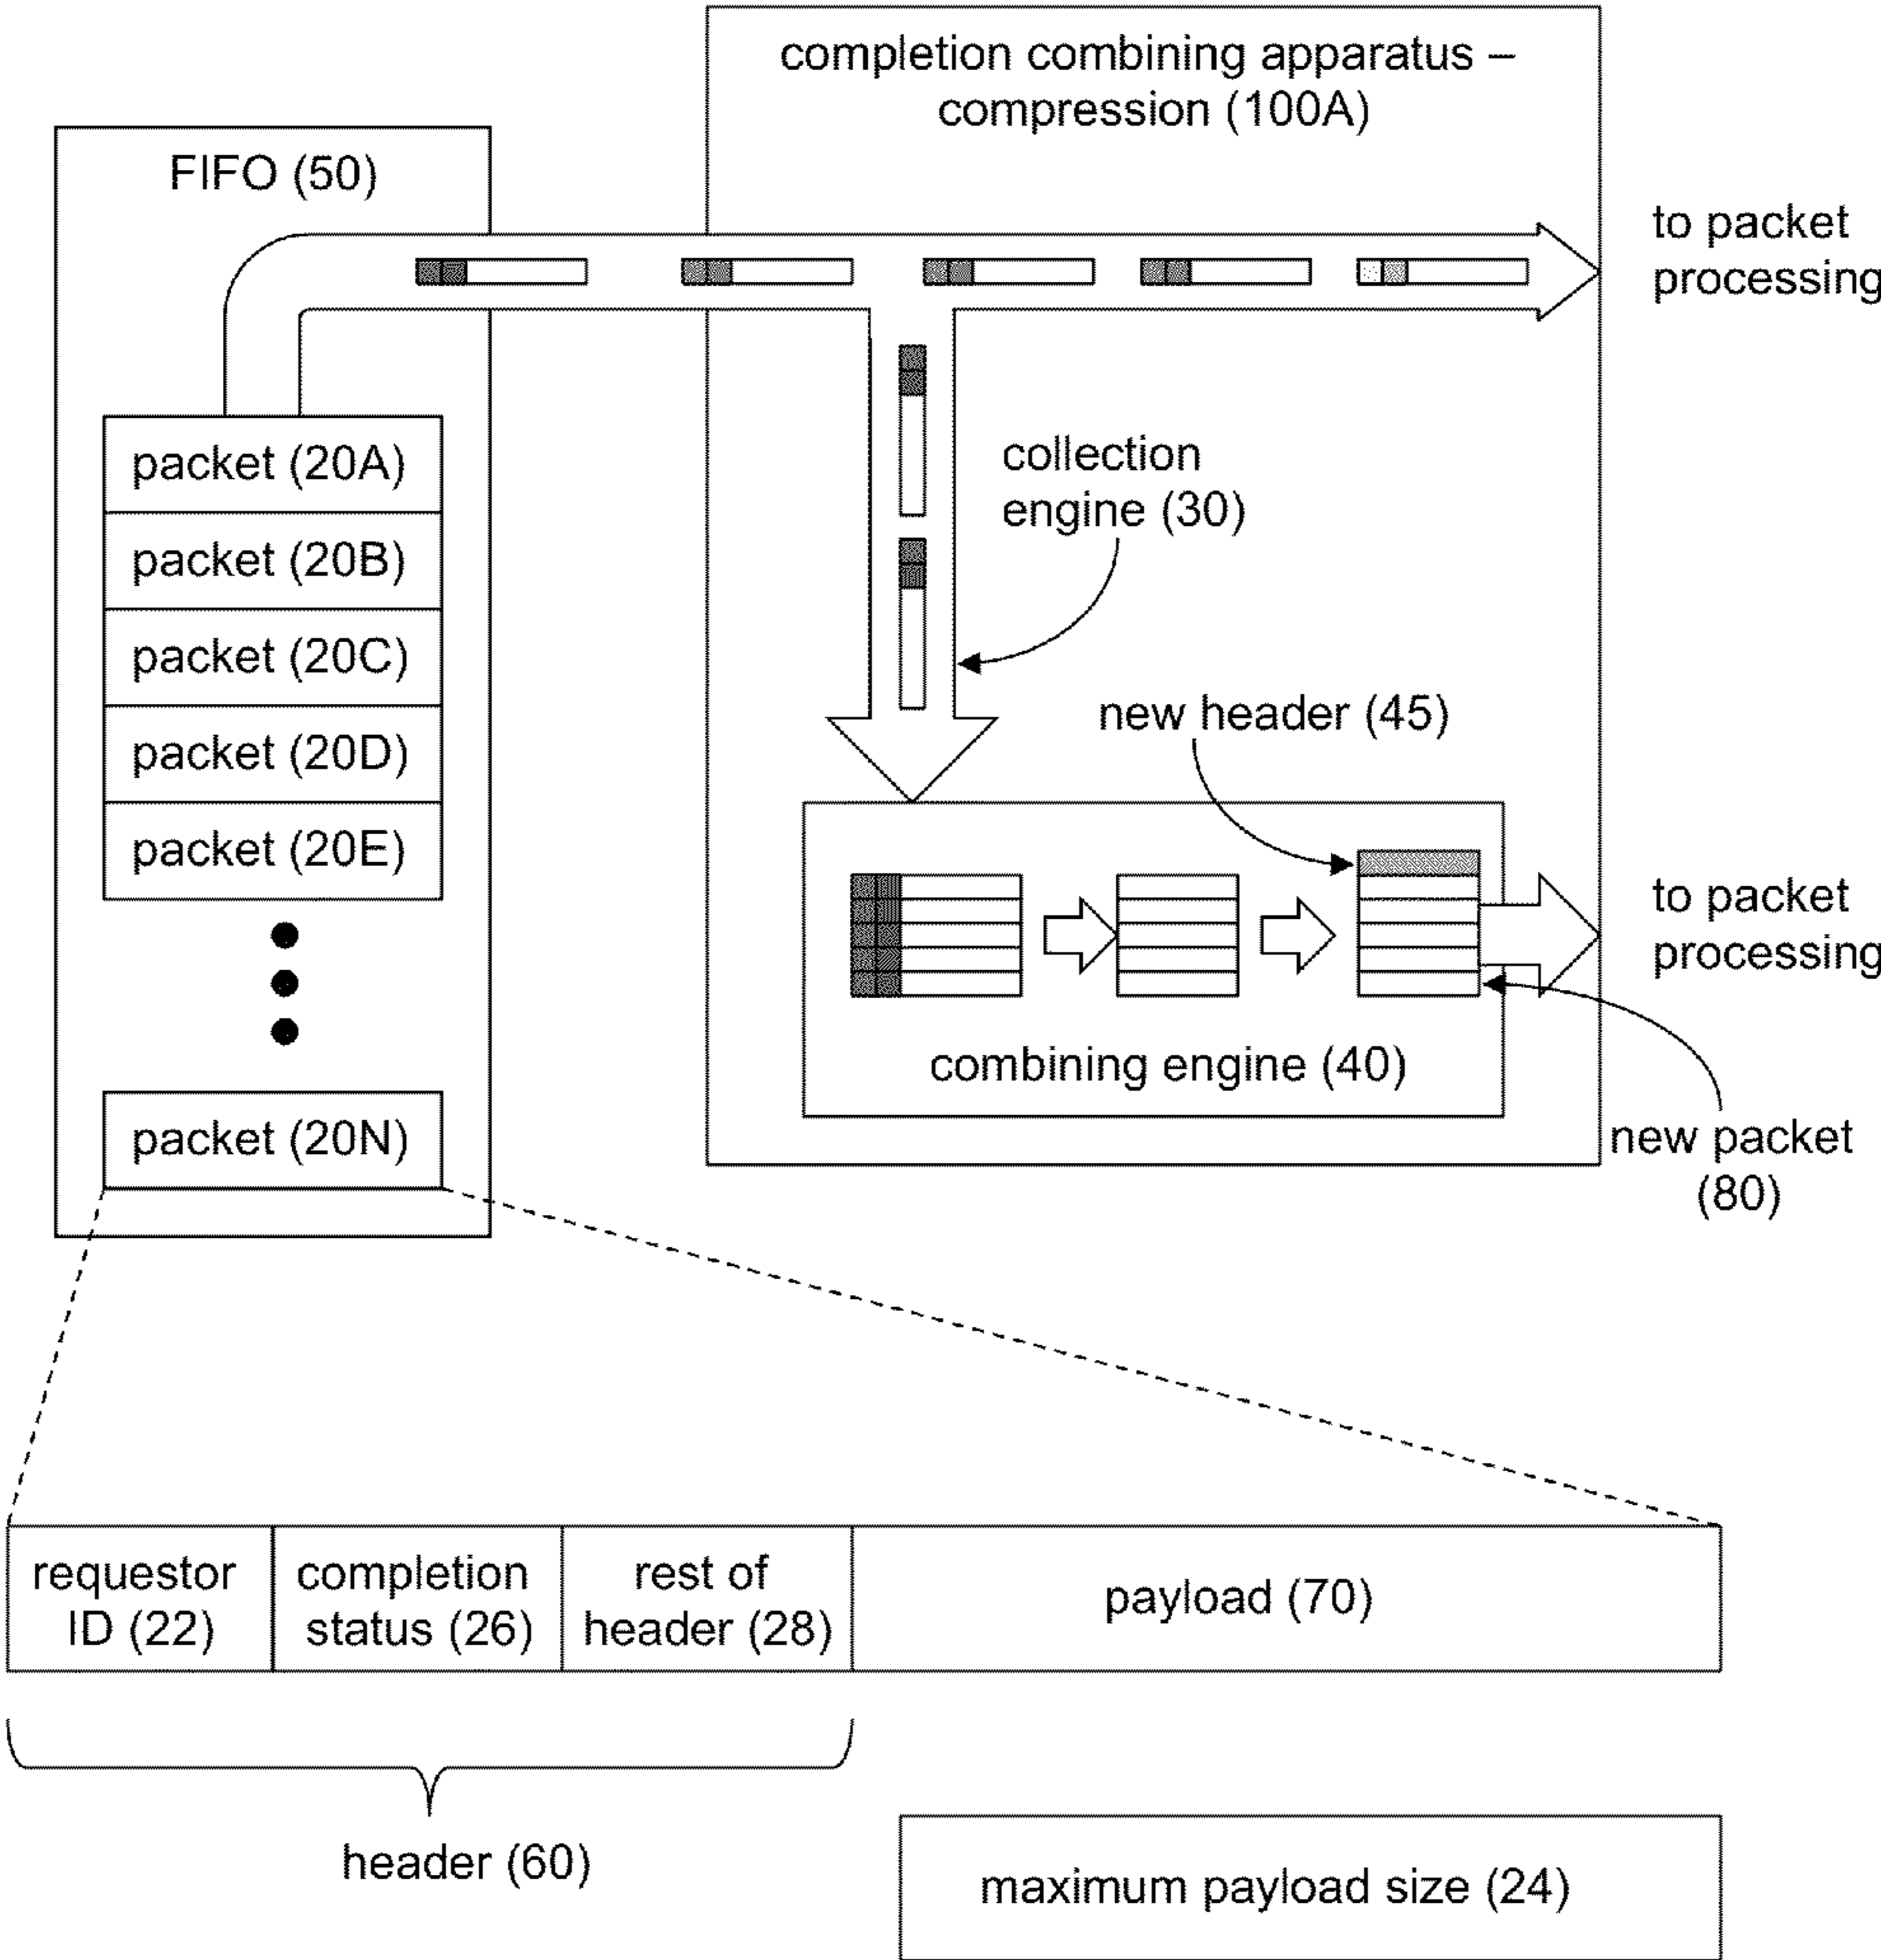 completion combining apparatus –
compression (100A)
FIFO (50)
to packet
processing
packet (20A)
packet (20B)
packet (20C)
packet (20D)
packet (20E)
packet (20N)
collection
engine (30)
new header (45)
to packet
processing
combining engine (40)
new packet
(80)
requestor
ID (22)
completion
status (26)
rest of
header (28)
payload (70)
header (60)
maximum payload size (24)